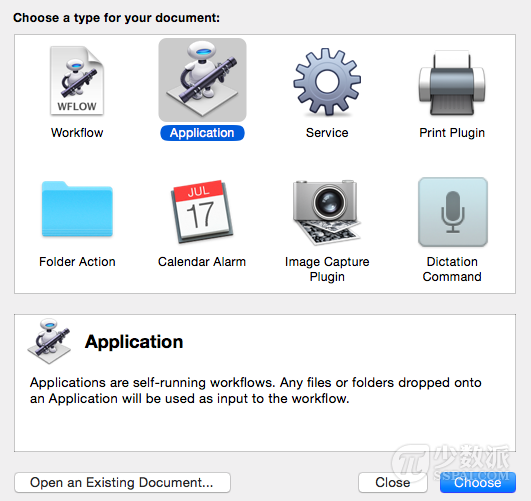 Choose a type for your document:
WFLOW
Workflow
Application
Service
Print Plugin
JUL
17
Folder Action
Calendar Alarm
Image Capture
Plugin
Dictation
Command
Application
Applications are self-running workflows. Any files or folders dropped onto
an Application will be used as input to the workflow.
少数派
SSPAI.COM
Open an Existing Document...
Close
Choose